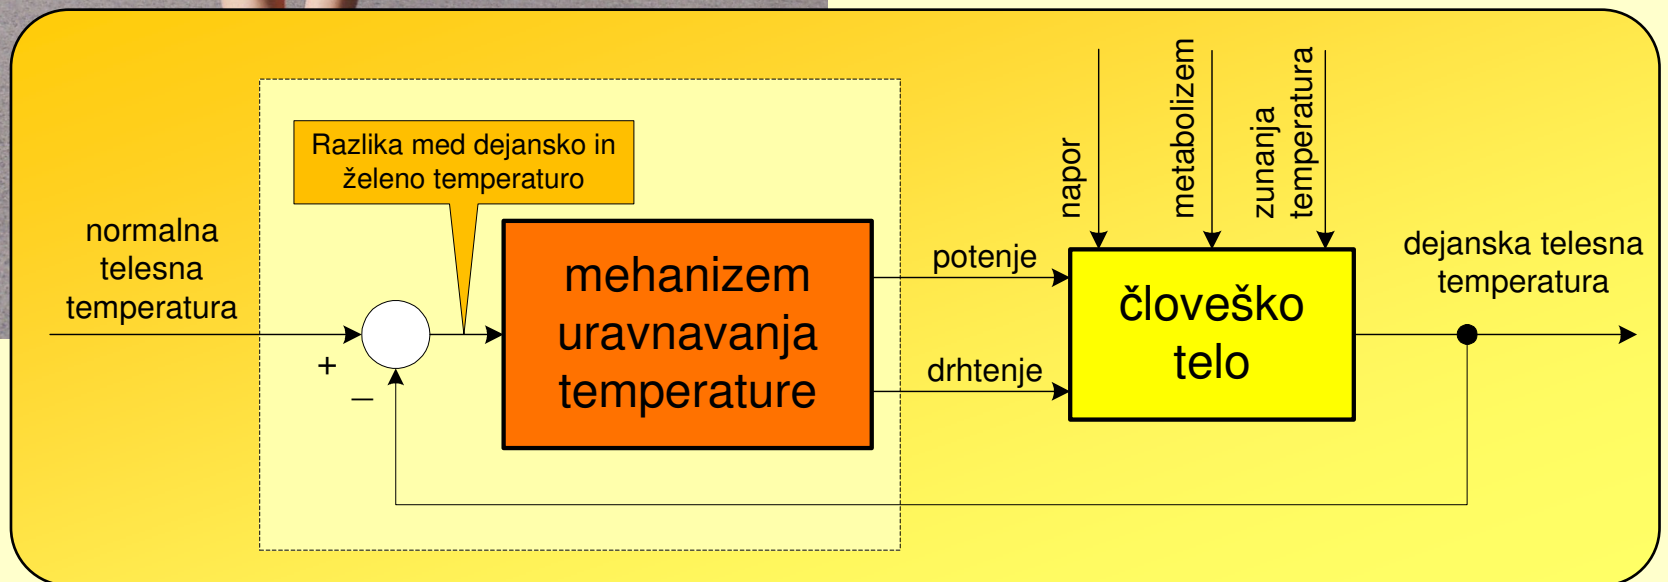 Razlika med dejansko in
želeno temperaturo
normalna
telesna
temperatura
+
–
mehanizem
uravnavanja
temperature
potenje
drhtenje
napor
metabolizem
zunanja
temperatura
človeško
telo
dejanska telesna
temperatura